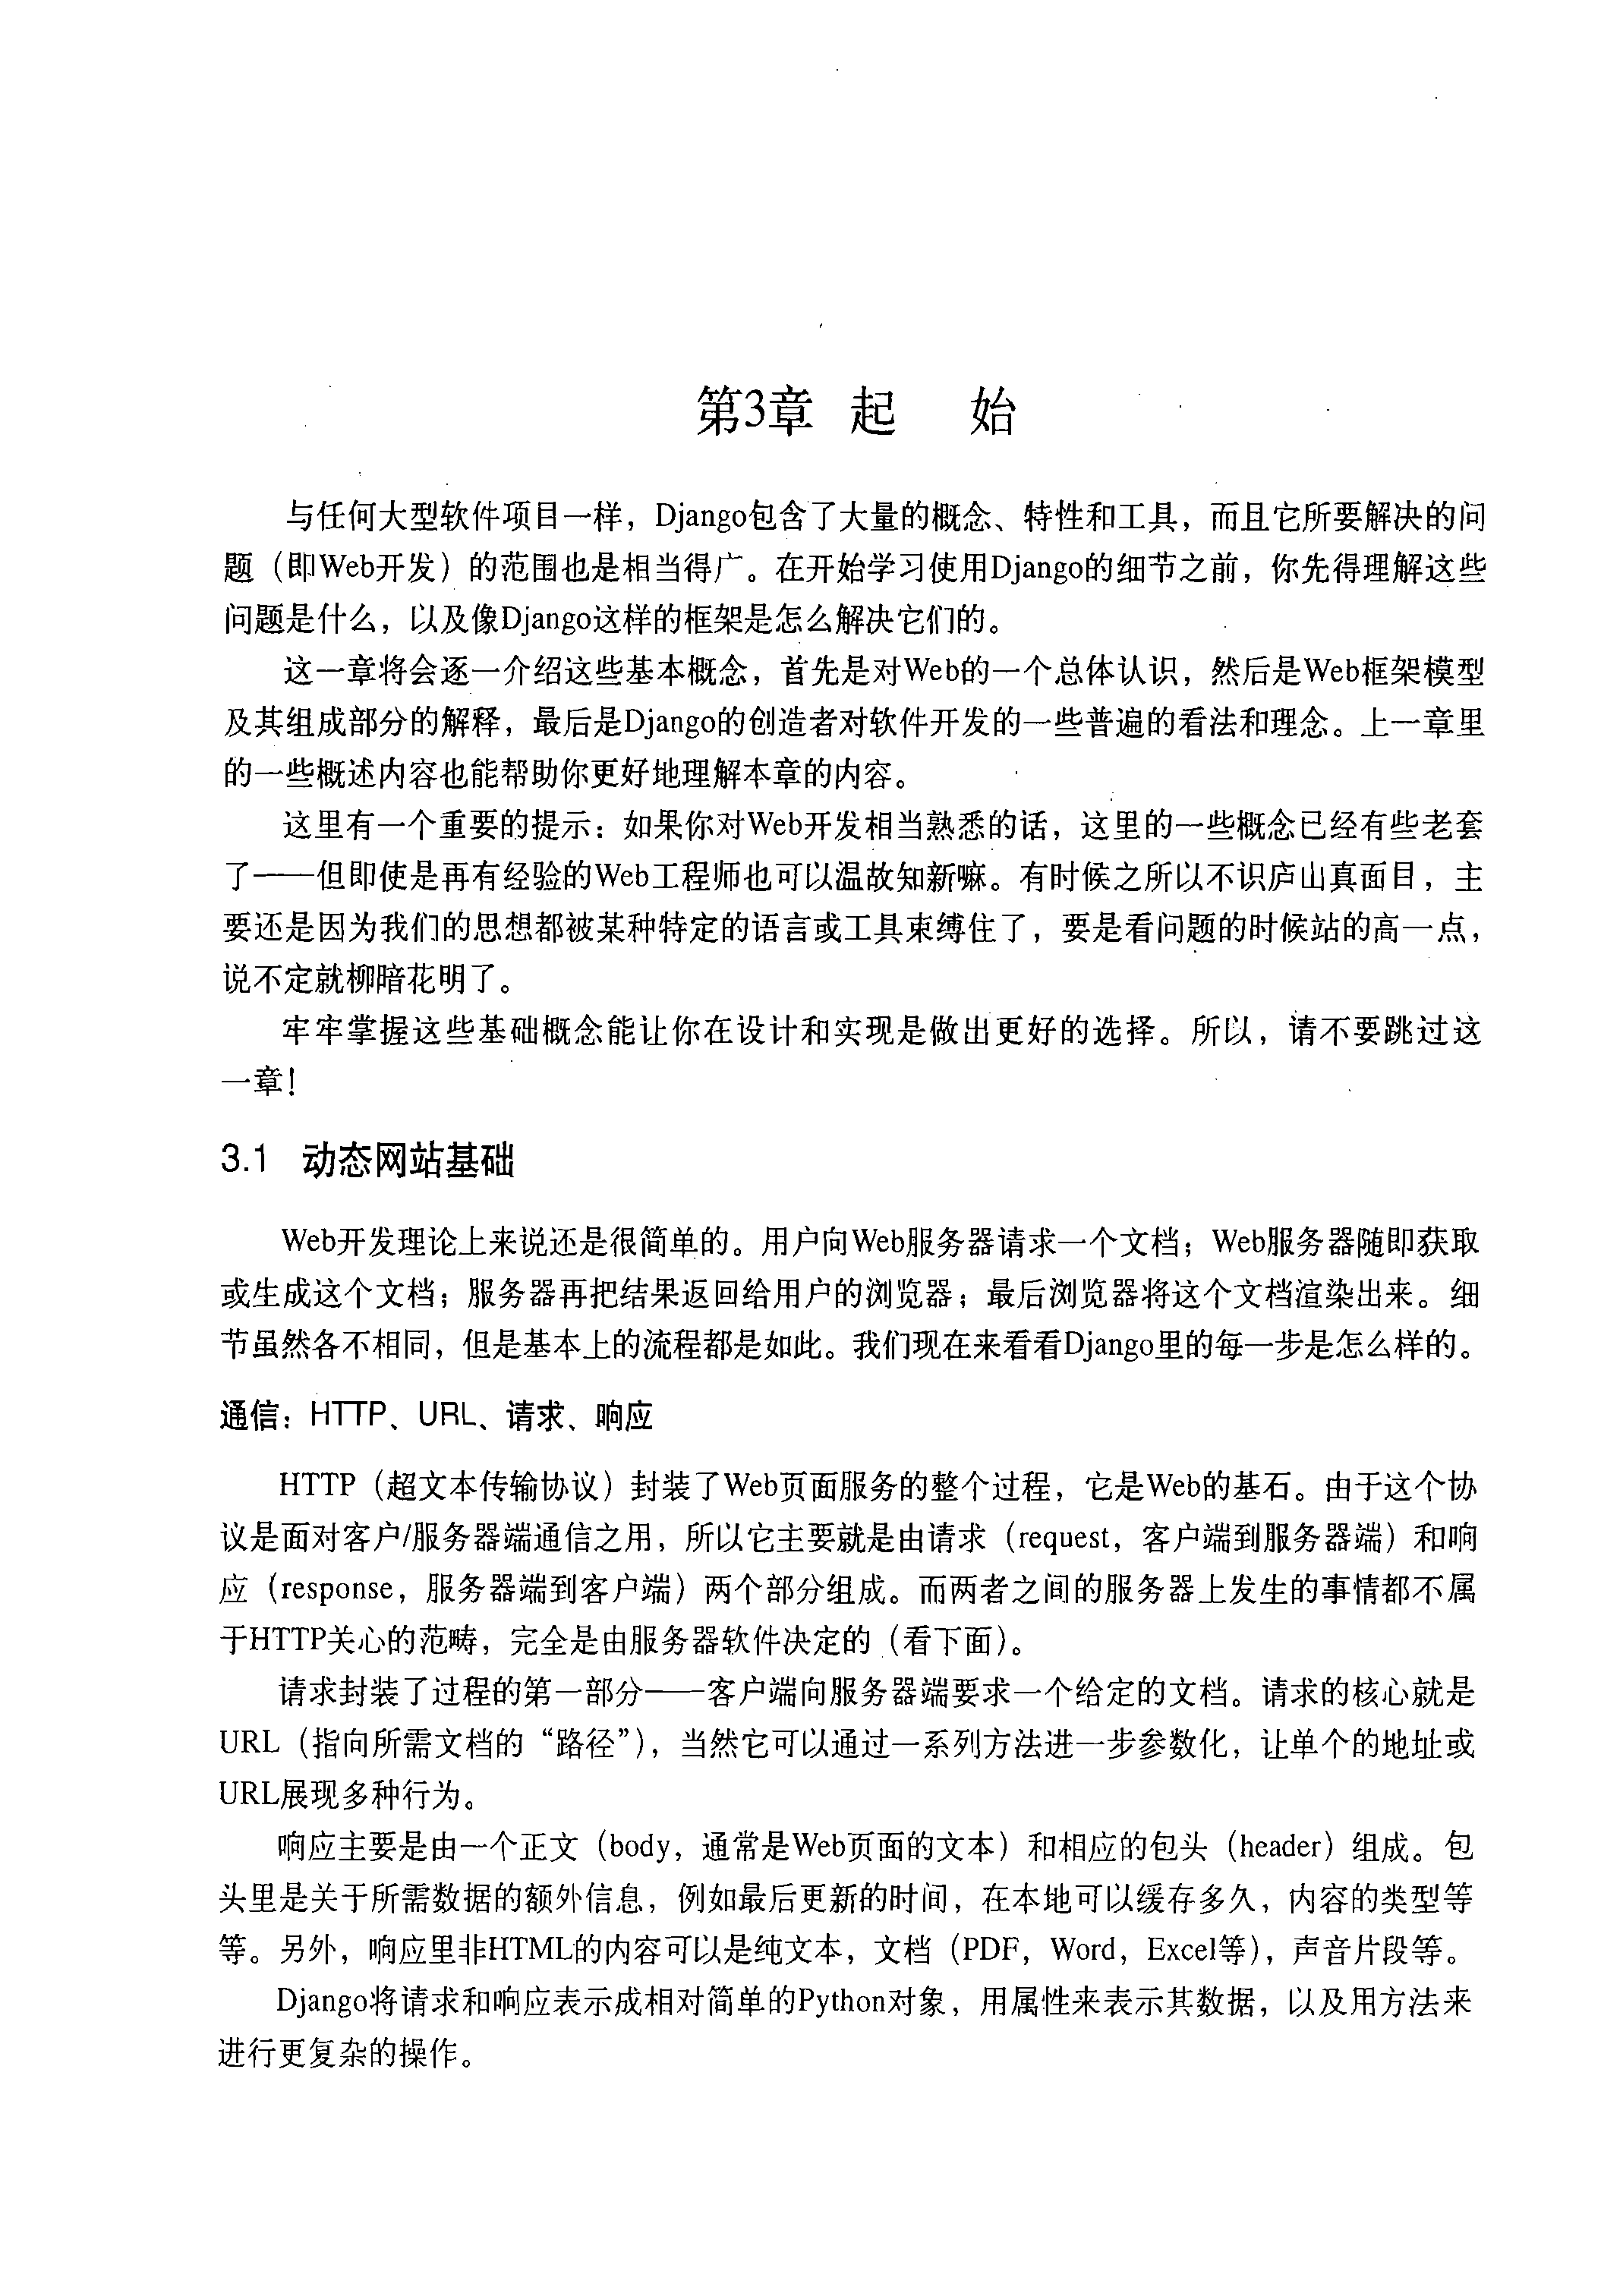 第3章 起 始
与任何大型软件项目一样，Django包含了大量的概念、特性和工具，而且它所要解决的问
题（即Web开发）的范围也是相当得广。在开始学习使用Django的细节之前，你先得理解这些
问题是什么，以及像Django这样的框架是怎么解决它们的。
这一章将会逐一介绍这些基本概念，首先是对Web的一个总体认识，然后是Web框架模型
及其组成部分的解释，最后是Django的创造者对软件开发的一些普遍的看法和理念。上一章里
的一些概述内容也能帮助你更好地理解本章的内容。
这里有一个重要的提示：如果你对Web开发相当熟悉的话，这里的一些概念已经有些老套
了——但即使是再有经验的Web工程师也可以温故知新嘛。有时候之所以不识庐山真面目，主
要还是因为我们的思想都被某种特定的语言或工具束缚住了，要是看问题的时候站的高一点，
说不定就柳暗花明了。
牢牢掌握这些基础概念能让你在设计和实现是做出更好的选择。所以，请不要跳过这
一章！
3.1 动态网站基础
Web开发理论上来说还是很简单的。用户向Web服务器请求一个文档；Web服务器随即获取
或生成这个文档；服务器再把结果返回给用户的浏览器；最后浏览器将这个文档渲染出来。细
节虽然各不相同，但是基本上的流程都是如此。我们现在来看看Django里的每一步是怎么样的。
通信：HTTP、URL、请求、响应
HTTP（超文本传输协议）封装了Web页面服务的整个过程，它是Web的基石。由于这个协
议是面对客户/服务器端通信之用，所以它主要就是由请求（request，客户端到服务器端）和响
应（response，服务器端到客户端）两个部分组成。而两者之间的服务器上发生的事情都不属
于HTTP关心的范畴，完全是由服务器软件决定的（看下面）。
请求封装了过程的第一部分——客户端向服务器端要求一个给定的文档。请求的核心就是
URL（指向所需文档的“路径”），当然它可以通过一系列方法进一步参数化，让单个的地址或
URL展现多种行为。
响应主要是由一个正文（body，通常是Web页面的文本）和相应的包头（header）组成。包
头里是关于所需数据的额外信息，例如最后更新的时间，在本地可以缓存多久，内容的类型等
等。另外，响应里非HTML的内容可以是纯文本，文档（PDF，Word，Excel等），声音片段等。
Django将请求和响应表示成相对简单的Python对象，用属性来表示其数据，以及用方法来
进行更复杂的操作。